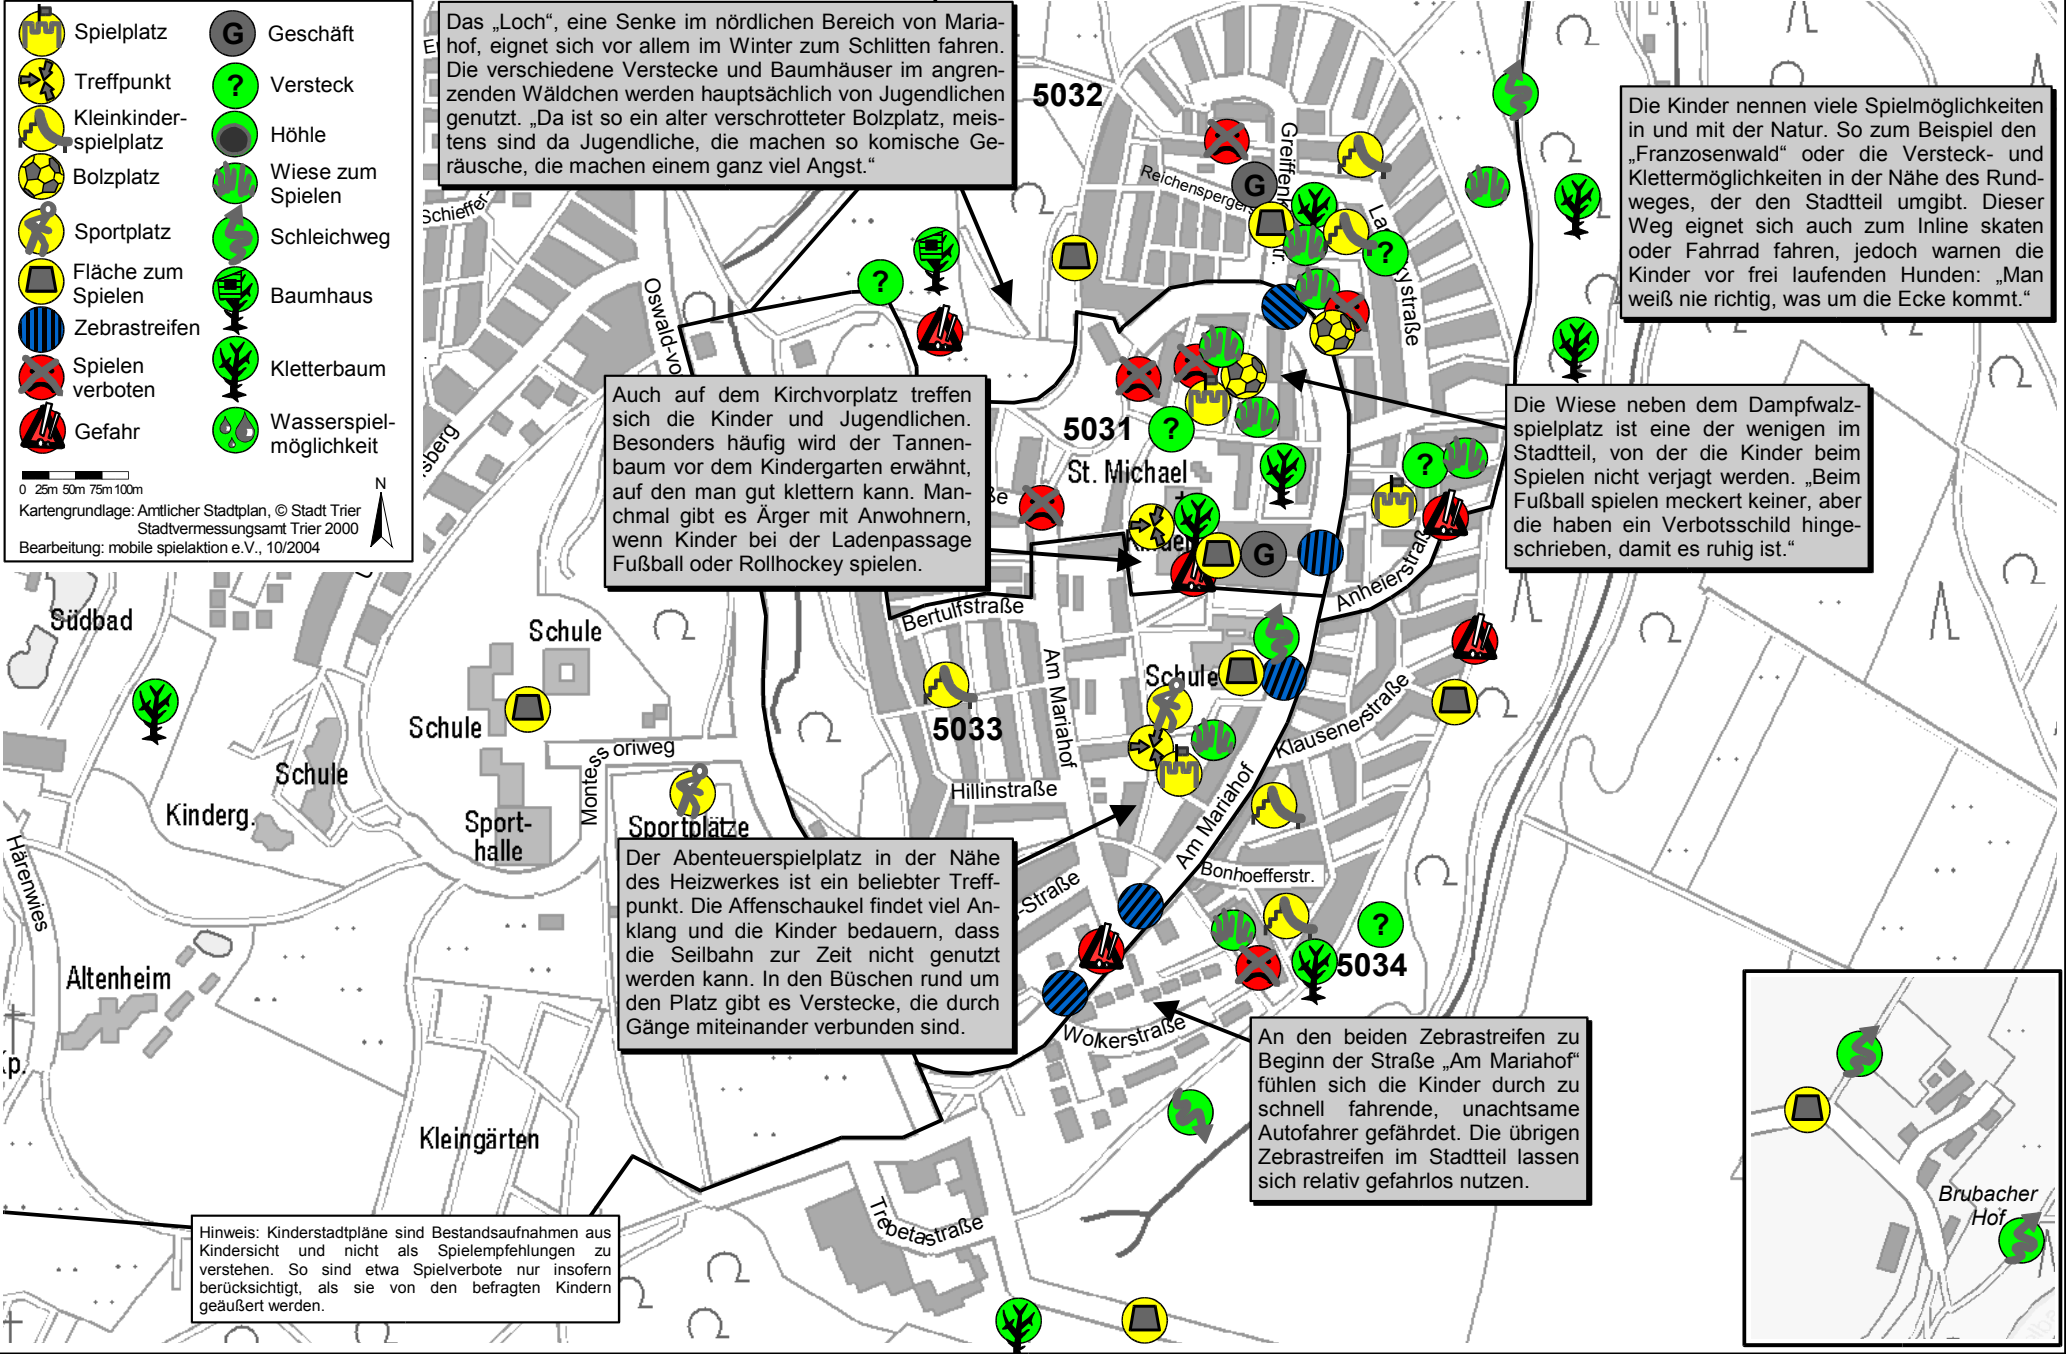 Spielplatz
Treffpunkt
Kleinkinder-
spielplatz
Bolzplatz
Sportplatz
Fläche zum
Spielen
Zebrastreifen
Spielen
verboten
Gefahr
G
Geschäft
?
Versteck
Höhle
Wiese zum
Spielen
Schleichweg
Baumhaus
Kletterbaum
Wasserspiel-
möglichkeit
0 25m 50m 75m 100m
N
Kartengrundlage: Amtlicher Stadtplan, © Stadt Trier
Stadtvermessungsamt Trier 2000
Bearbeitung: mobile spielaktion e.V., 10/2004
Das „Loch“, eine Senke im nördlichen Bereich von Maria-
hof, eignet sich vor allem im Winter zum Schlitten fahren.
Die verschiedene Verstecke und Baumhäuser im angren-
zenden Wäldchen werden hauptsächlich von Jugendlichen
genutzt. „Da ist so ein alter verschrotteter Bolzplatz, meis-
tens sind da Jugendliche, die machen so komische Ge-
räusche, die machen einem ganz viel Angst.“
Die Kinder nennen viele Spielmöglichkeiten
in und mit der Natur. So zum Beispiel den
„Franzosenwald“ oder die Versteck- und
Klettermöglichkeiten in der Nähe des Rund-
weges, der den Stadtteil umgibt. Dieser
Weg eignet sich auch zum Inline skaten
oder Fahrrad fahren, jedoch warnen die
Kinder vor frei laufenden Hunden: „Man
weiß nie richtig, was um die Ecke kommt.“
5032
Greiffenk
Reichensperger
G
str.
?
La
ystraße
Schieffer-
Oswald-vo
?
sberg
Auch auf dem Kirchvorplatz treffen
sich die Kinder und Jugendlichen.
Besonders häufig wird der Tannen-
baum vor dem Kindergarten erwähnt,
auf den man gut klettern kann. Man-
chmal gibt es Ärger mit Anwohnern,
wenn Kinder bei der Ladenpassage
Fußball oder Rollhockey spielen.
Die Wiese neben dem Dampfwalz-
spielplatz ist eine der wenigen im
Stadtteil, von der die Kinder beim
Spielen nicht verjagt werden. „Beim
Fußball spielen meckert keiner, aber
die haben ein Verbotsschild hinge-
schrieben, damit es ruhig ist.“
5031
?
St. Michael
?
ße
G
Anheierstraß
Bertulfstraße
Südbad
Schule
Schule
Am Mariahof
Schule
Klausenerstraße
5033
Schule
Montessoriweg
Hillinstraße
Kinderg.
Sport-
halle
Sportplätze
Am Mariahof
Härenwies
Der Abenteuerspielplatz in der Nähe
des Heizwerkes ist ein beliebter Treff-
punkt. Die Affenschaukel findet viel An-
klang und die Kinder bedauern, dass
die Seilbahn zur Zeit nicht genutzt
werden kann. In den Büschen rund um
den Platz gibt es Verstecke, die durch
Gänge miteinander verbunden sind.
-Straße
Bonhoefferstr.
?
5034
Altenheim
Kp.
Wolkerstraße
An den beiden Zebrastreifen zu
Beginn der Straße „Am Mariahof“
fühlen sich die Kinder durch zu
schnell fahrende, unachtsame
Autofahrer gefährdet. Die übrigen
Zebrastreifen im Stadtteil lassen
sich relativ gefahrlos nutzen.
Kleingärten
Trebetastraße
Brubacher
Hof
Hinweis: Kinderstadtpläne sind Bestandsaufnahmen aus
Kindersicht und nicht als Spielempfehlungen zu
verstehen. So sind etwa Spielverbote nur insofern
berücksichtigt, als sie von den befragten Kindern
geäußert werden.